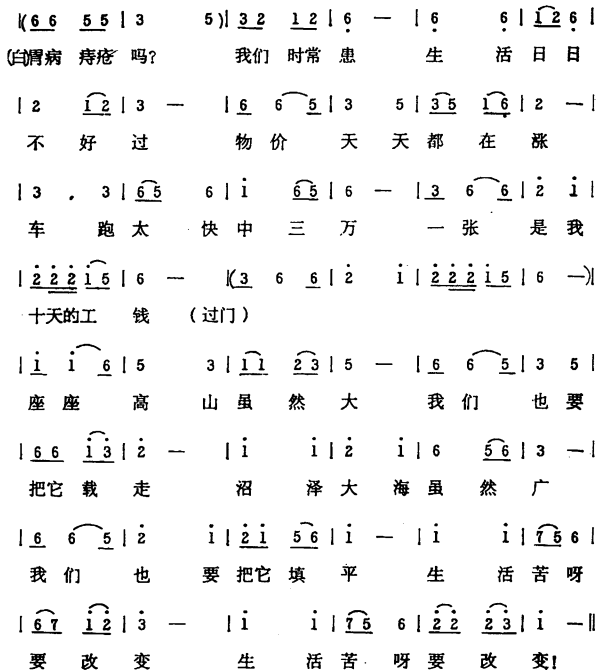 (白)胃病 痔疮 吗? 我们 时常 患 生 活 日 日
不 好 过 物 价 天 天 都 在 涨
车 跑 太 快 中 三 万 一 张 是 我
十天的工 钱 (过门)
座 座 高 山 虽 然 大 我 们 也 要
把它 载 走 沼 泽 大 海 虽 然 广
我 们 也 要 把它 填 平 生 活 苦 呀
要 改 变 生 活 苦 呀 要 改 变!